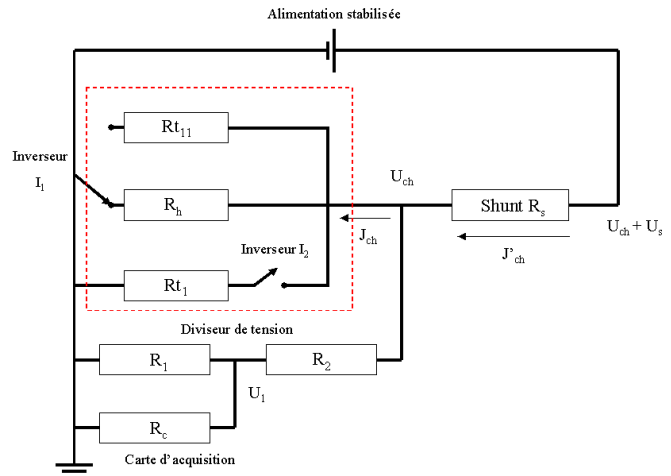 Alimentation stabilisée
Rt11
Inverseur
I1
Uch
Rh
Shunt Rs
Jch
Uch + Us
Inverseur I2
J’ch
Rt1
Diviseur de tension
R1
R2
U1
Rc
Carte d’acquisition